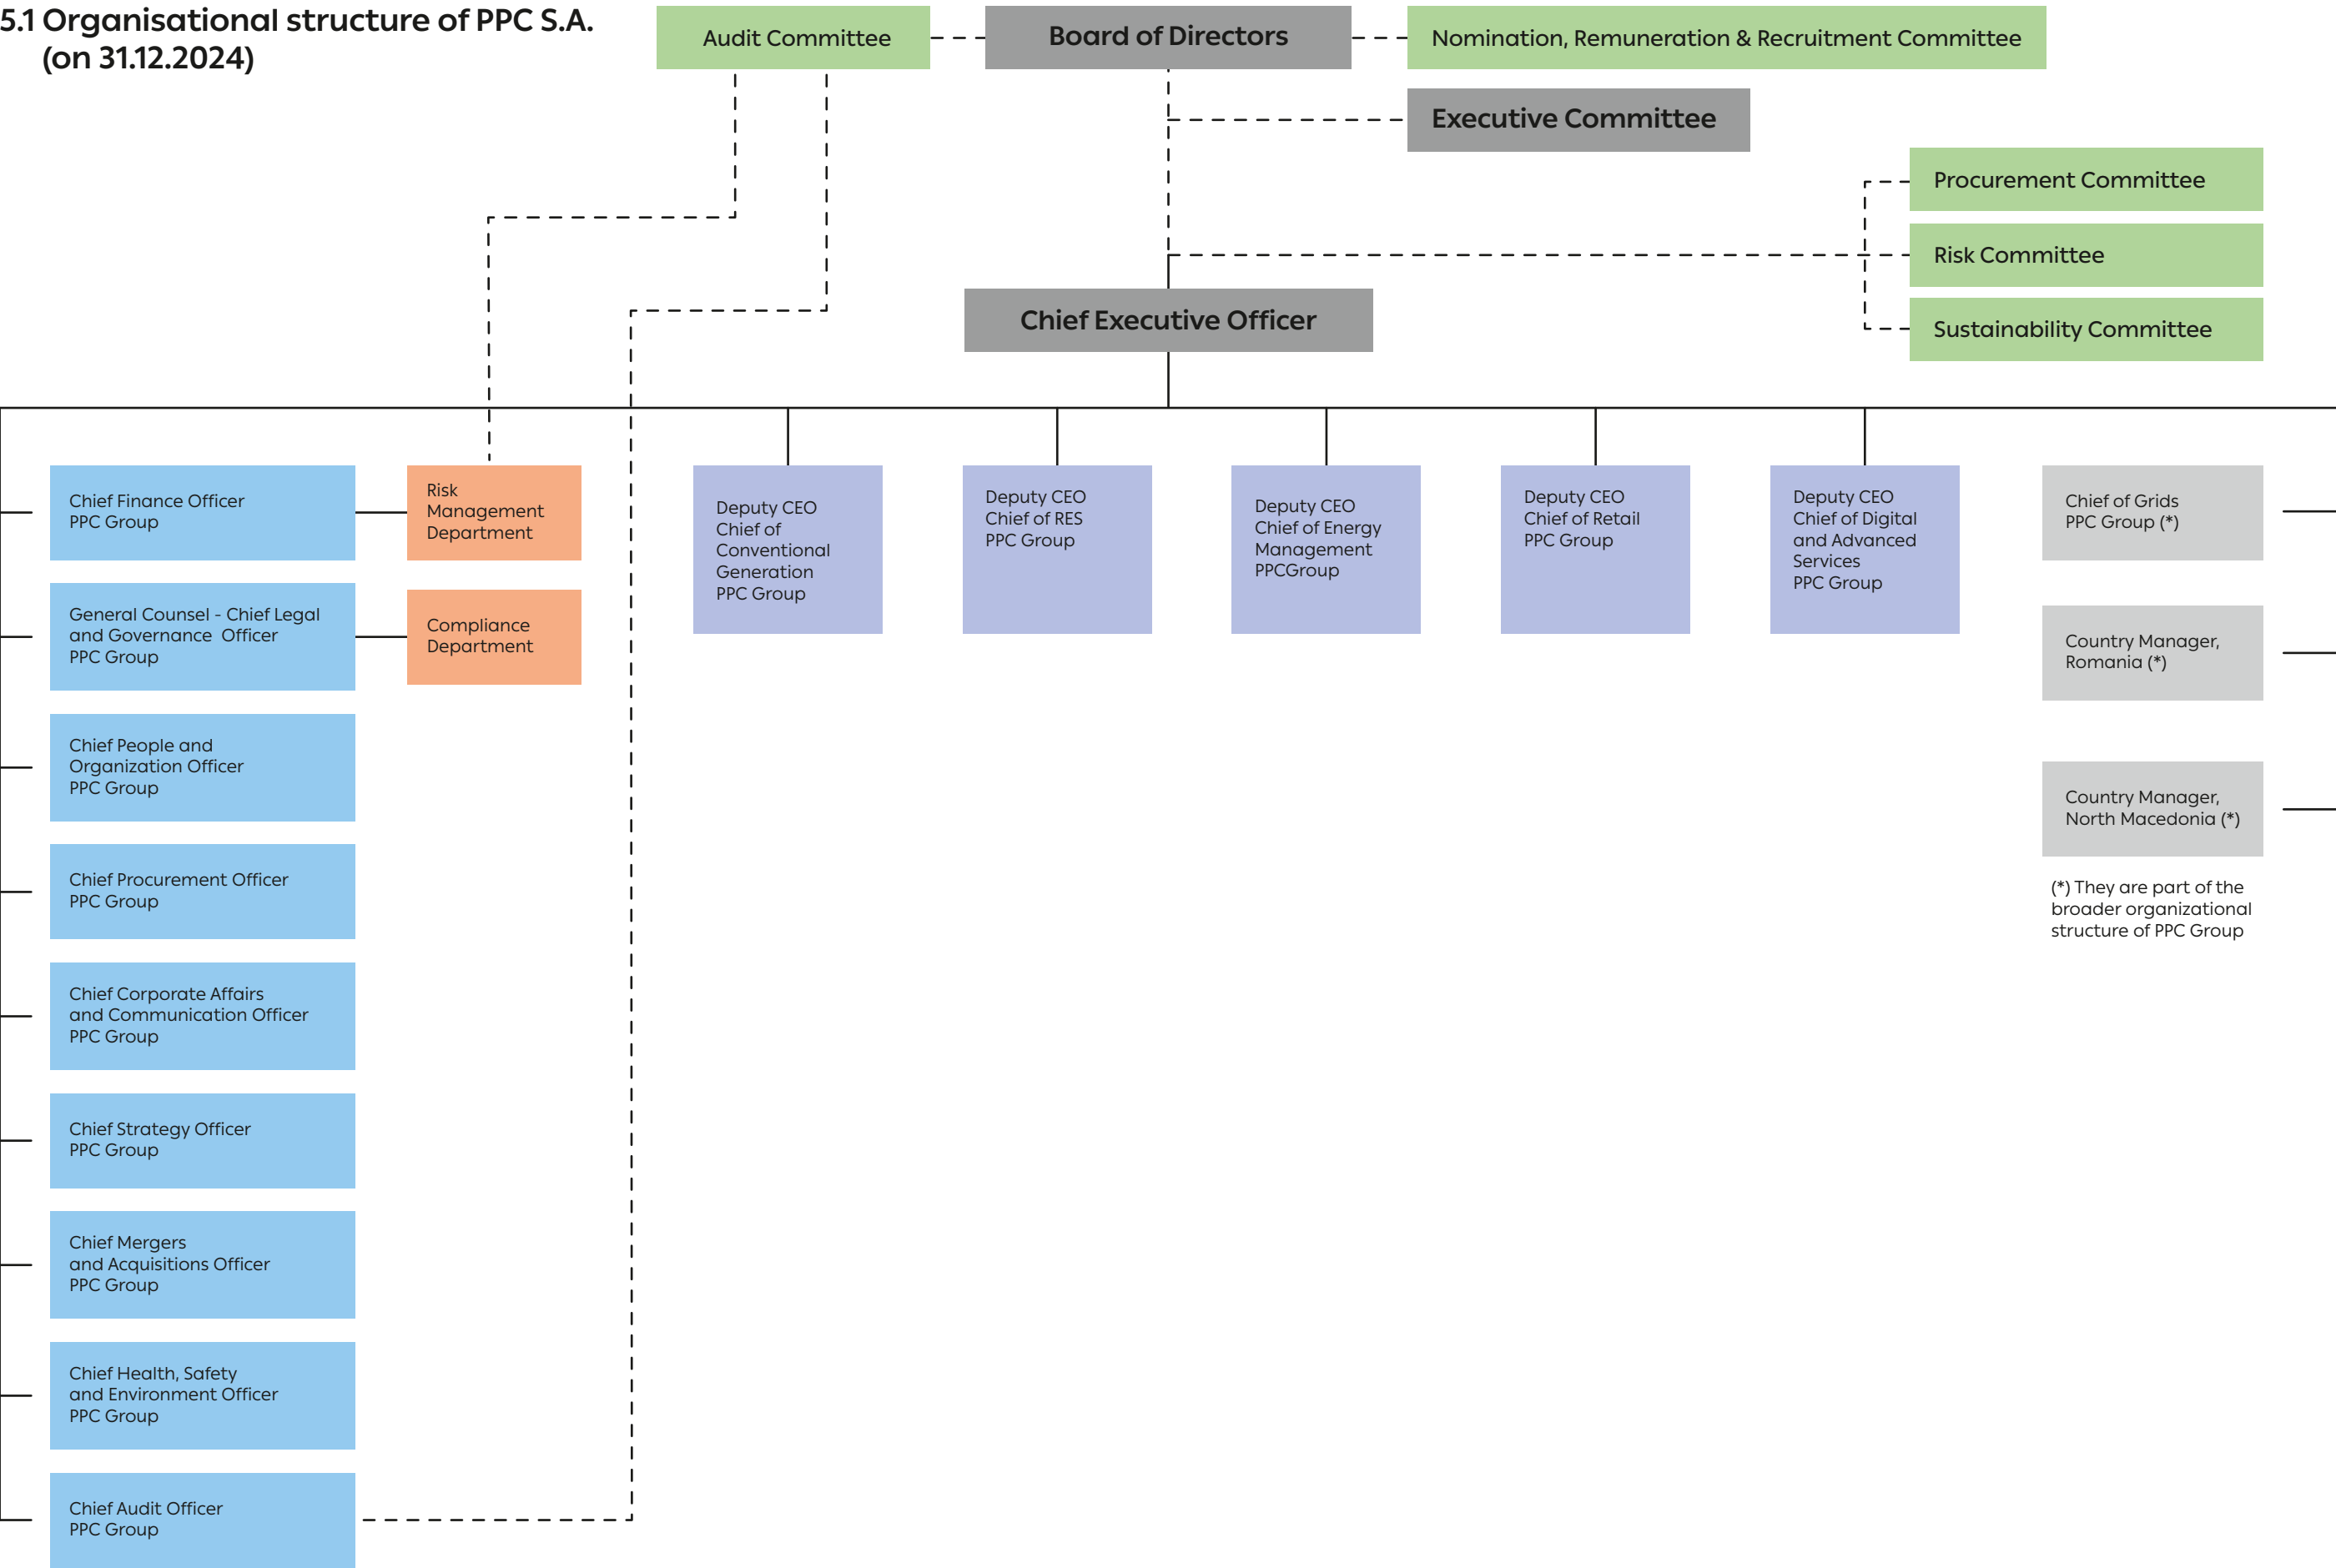 5.1 Organisational structure of PPC S.A.
(on 31.12.2024)
Audit Committee
Board of Directors
Nomination, Remuneration & Recruitment Committee
Executive Committee
Procurement Committee
Risk Committee
Sustainability Committee
Chief Executive Officer
Chief Finance Officer
PPC Group
Risk
Management
Department
General Counsel - Chief Legal
and Governance Officer
PPC Group
Compliance
Department
Chief People and
Organization Officer
PPC Group
Chief Procurement Officer
PPC Group
Chief Corporate Affairs
and Communication Officer
PPC Group
Chief Strategy Officer
PPC Group
Chief Mergers
and Acquisitions Officer
PPC Group
Chief Health, Safety
and Environment Officer
PPC Group
Chief Audit Officer
PPC Group
Deputy CEO
Chief of
Conventional
Generation
PPC Group
Deputy CEO
Chief of RES
PPC Group
Deputy CEO
Chief of Energy
Management
PPCGroup
Deputy CEO
Chief of Retail
PPC Group
Deputy CEO
Chief of Digital
and Advanced
Services
PPC Group
Chief of Grids
PPC Group (*)
Country Manager,
Romania (*)
Country Manager,
North Macedonia (*)
(*) They are part of the
broader organizational
structure of PPC Group